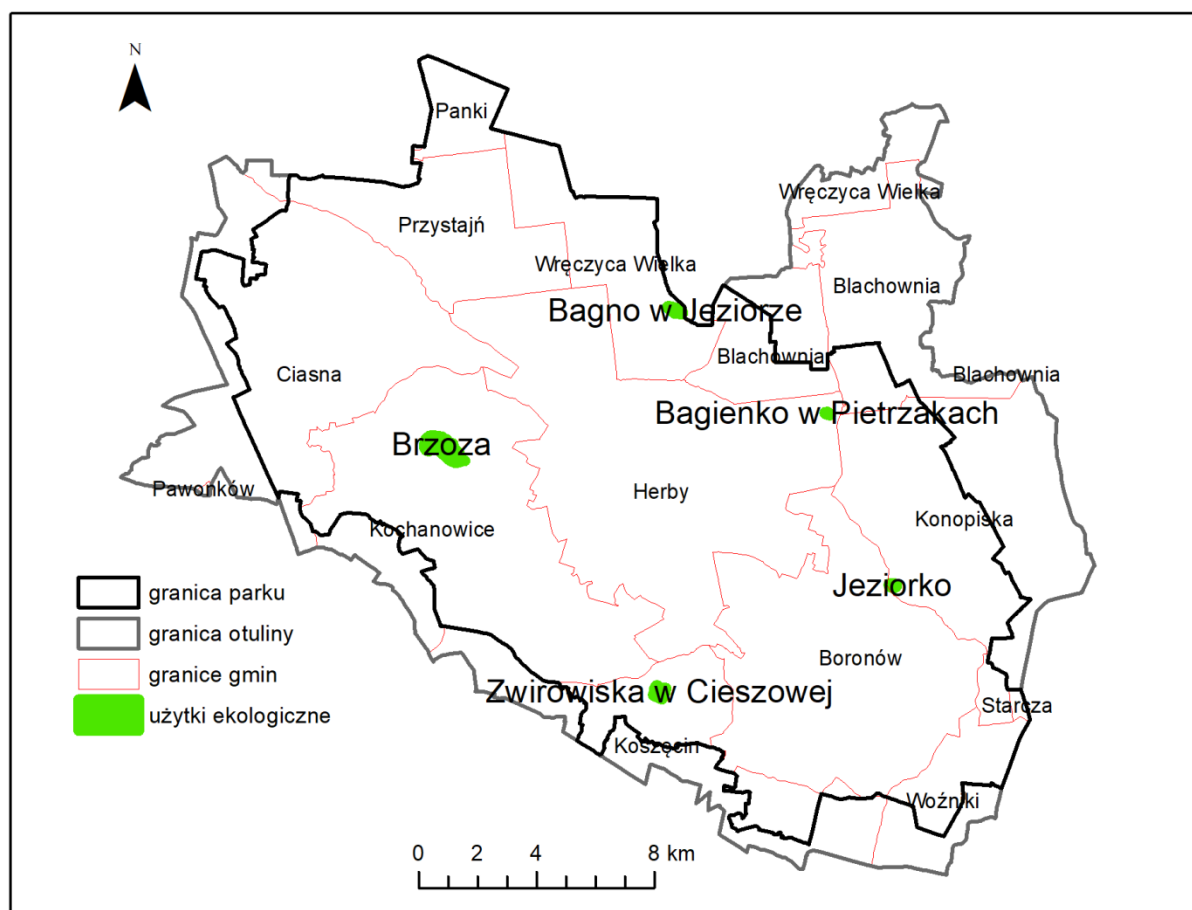 N
Panki
Wręczyca Wielka
Przystajń
Wręczyca Wielka
Blachownia
Bagno w Jeziorze
Blachownia
Ciasna
Blachownia
Bagienko w Pietrzakach
Brzoza
Pawonków
Herby
Kochanowice
Konopiska
granica parku
Jeziorko
granica otuliny
Boronów
granice gmin
Zwirowiska w Cieszowej
Starcza
użytki ekologiczne
Koszęcin
Woźniki
0 2 4 8 km